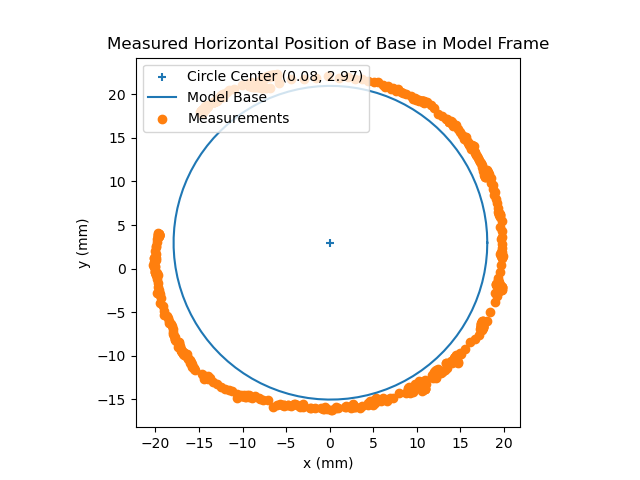 Measured Horizontal Position of Base in Model Frame
Circle Center (0.08, 2.97)
Model Base
Measurements
y (mm)
20
15
10
5
0
−5
−10
−15
−20
−15
−10
−5
0
5
10
15
20
x (mm)